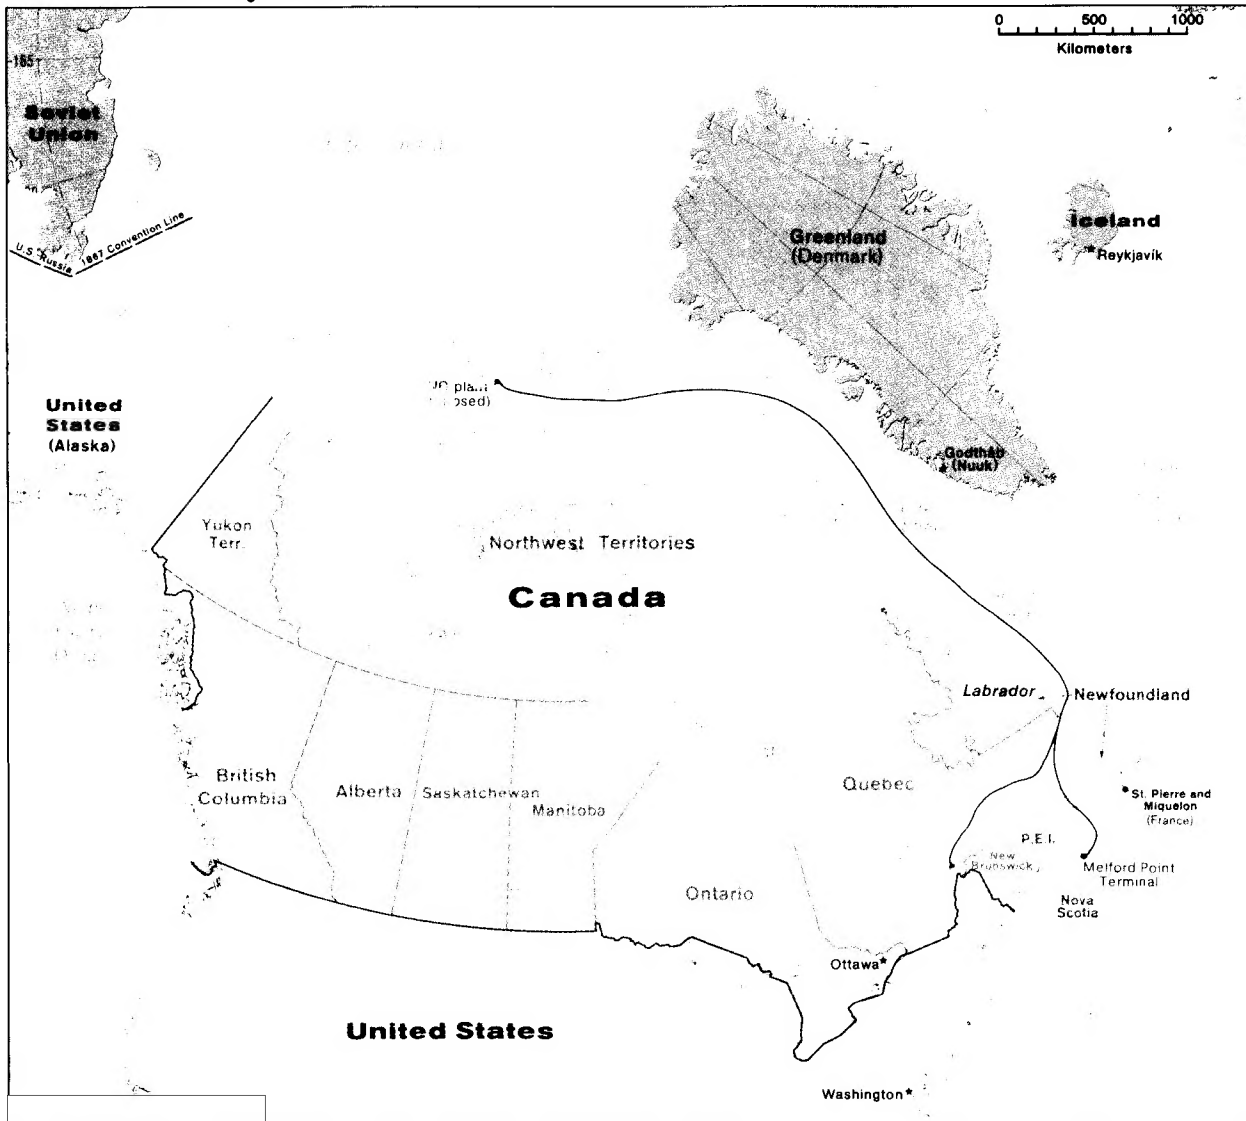 0 500 1000
Kilometers
165
Soviet
Union
U.S. Russia 1867 Convention Line
Greenland
(Denmark)
Iceland
Reykjavík
plant
United
States
(Alaska)
Godthåb
(Nuuk)
Yukon
Terr.
Northwest Territories
Canada
Labrador
Newfoundland
British
Columbia
Alberta
Saskatchewan
Manitoba
Quebec
St. Pierre and
Miquelon
(France)
P.E.I.
New
Brunswick
Melford Point
Terminal
Ontario
Nova
Scotia
Ottawa
United States
Washington